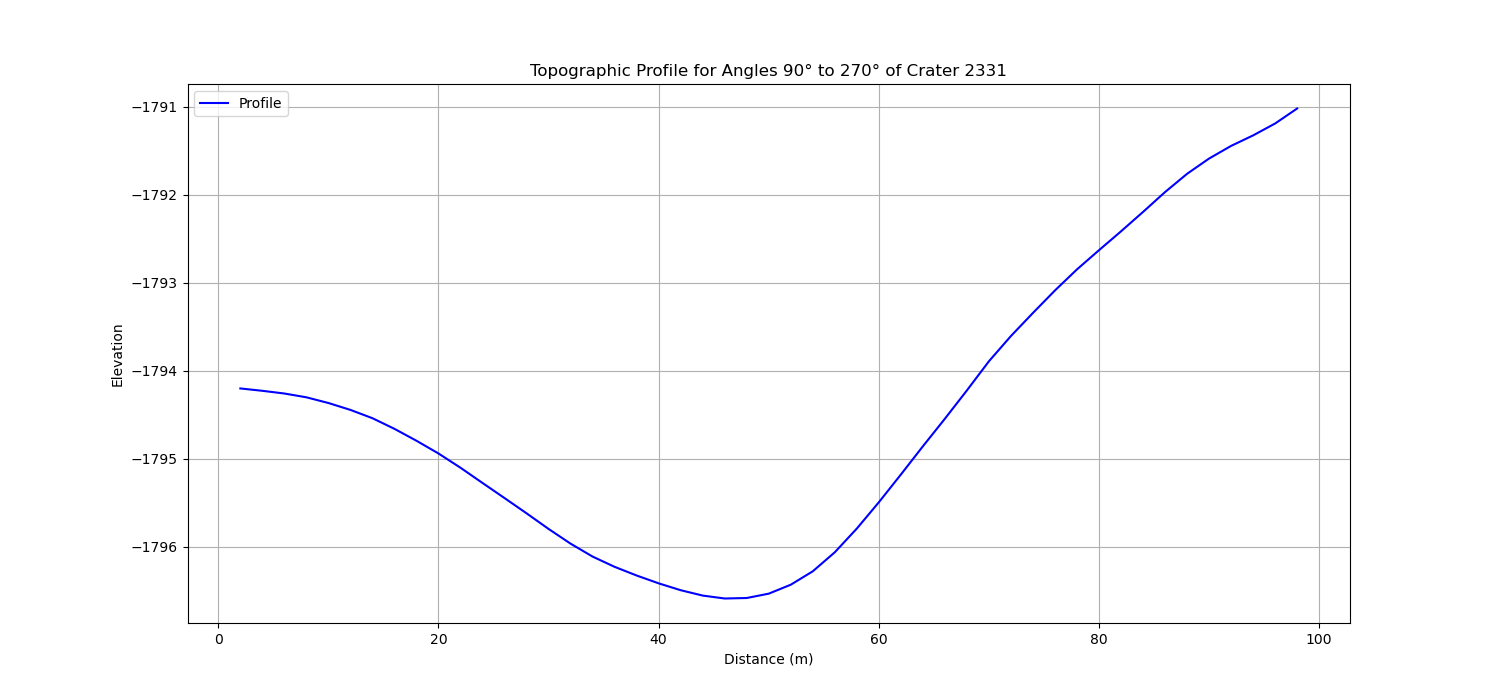 Topographic Profile for Angles 90° to 270° of Crater 2331
Profile
−1791
−1792
−1793
−1794
−1795
−1796
Elevation
0 20 40 60 80 100
Distance (m)